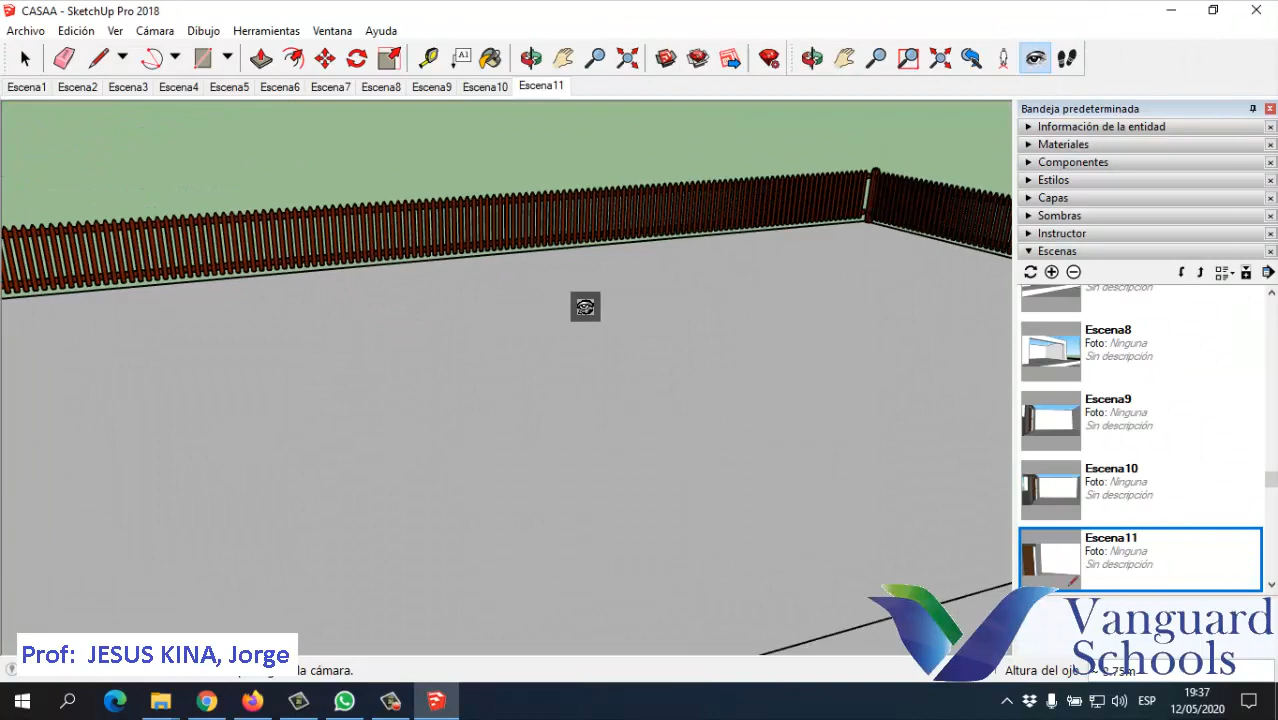 CASAA - SketchUp Pro 2018
Archivo Edición Ver Cámara Dibujo Herramientas Ventana Ayuda
A1
Escena1 Escena2 Escena3 Escena4 Escena5 Escena6 Escena7 Escena8 Escena9 Escena10 Escena11
Bandeja predeterminada
Información de la entidad
Materiales
Componentes
Estilos
Capas
Sombras
Instructor
Escenas
Sin descripción
Escena8
Foto: Ninguna
Sin descripción
Escena9
Foto: Ninguna
Sin descripción
Escena10
Foto: Ninguna
Sin descripción
Escena11
Foto: Ninguna
Sin descripción
Vanguard
Schools
Prof: JESUS KINA, Jorge
la cámara.
Altura del ojo
ESP
19:37
12/05/2020